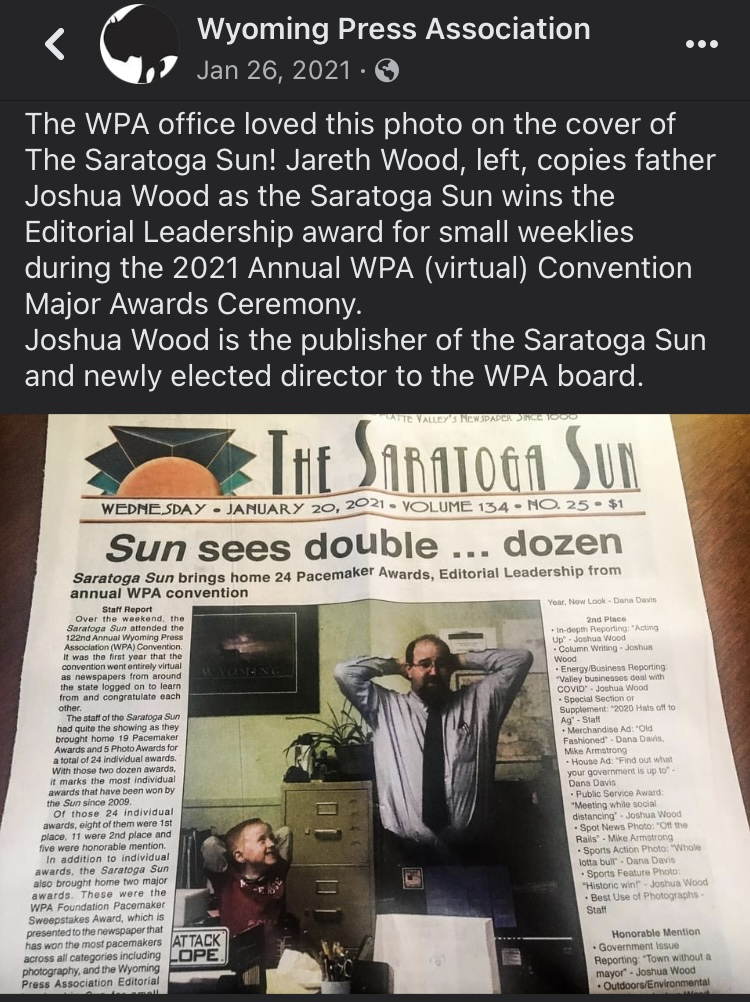 Wyoming Press Association
Jan 26, 2021 ·
The WPA office loved this photo on the cover of
The Saratoga Sun! Jareth Wood, left, copies father
Joshua Wood as the Saratoga Sun wins the
Editorial Leadership award for small weeklies
during the 2021 Annual WPA (virtual) Convention
Major Awards Ceremony.
Joshua Wood is the publisher of the Saratoga Sun
and newly elected director to the WPA board.
PLATTE VALLEY'S NEWSPAPER SINCE
THE SARATOGA SUN
WEDNESDAY • JANUARY 20, 2021 • VOLUME 134 • NO. 25 • $1
Sun sees double ... dozen
Saratoga Sun brings home 24 Pacemaker Awards, Editorial Leadership from
annual WPA convention
Staff Report
Over the weekend, the
Saratoga Sun attended the
122nd Annual Wyoming Press
Association (WPA) Convention.
It was the first year that the
convention went entirely virtual
as newspapers from around
the state logged on to learn
from and congratulate each
other.
The staff of the Saratoga Sun
had quite the showing as they
brought home 19 Pacemaker
Awards and 5 Photo Awards for
a total of 24 individual awards.
With those two dozen awards,
it marks the most individual
awards that have been won by
the Sun since 2009.
Of those 24 individual
awards, eight of them were 1st
place, 11 were 2nd place and
five were honorable mention.
In addition to individual
awards, the Saratoga Sun
also brought home two major
awards. These were the
WPA Foundation Pacemaker
Sweepstakes Award, which is
presented to the newspaper that
has won the most pacemakers
across all categories including
photography, and the Wyoming
Press Association Editorial
WYOMING
ATTACK
OPE.
Year, New Look - Dana Davis
2nd Place
• In-depth Reporting: "Acting
Up" - Joshua Wood
• Column Writing - Joshua
Wood
• Energy/Business Reporting:
"Valley businesses deal with
COVID" - Joshua Wood
• Special Section or
Supplement: "2020 Hats off to
Ag" - Staff
• Merchandise Ad: "Old
Fashioned" - Dana Davis,
Mike Armstrong
• House Ad: "Find out what
your government is up to" -
Dana Davis
• Public Service Award:
"Meeting while social
distancing" - Joshua Wood
• Spot News Photo: "Off the
Rails" - Mike Armstrong
• Sports Action Photo: "Whole
lotta bull" - Dana Davis
• Sports Feature Photo:
"Historic win!" - Joshua Wood
• Best Use of Photographs -
Staff
Honorable Mention
• Government Issue
Reporting: "Town without a
mayor" - Joshua Wood
• Outdoors/Environmental